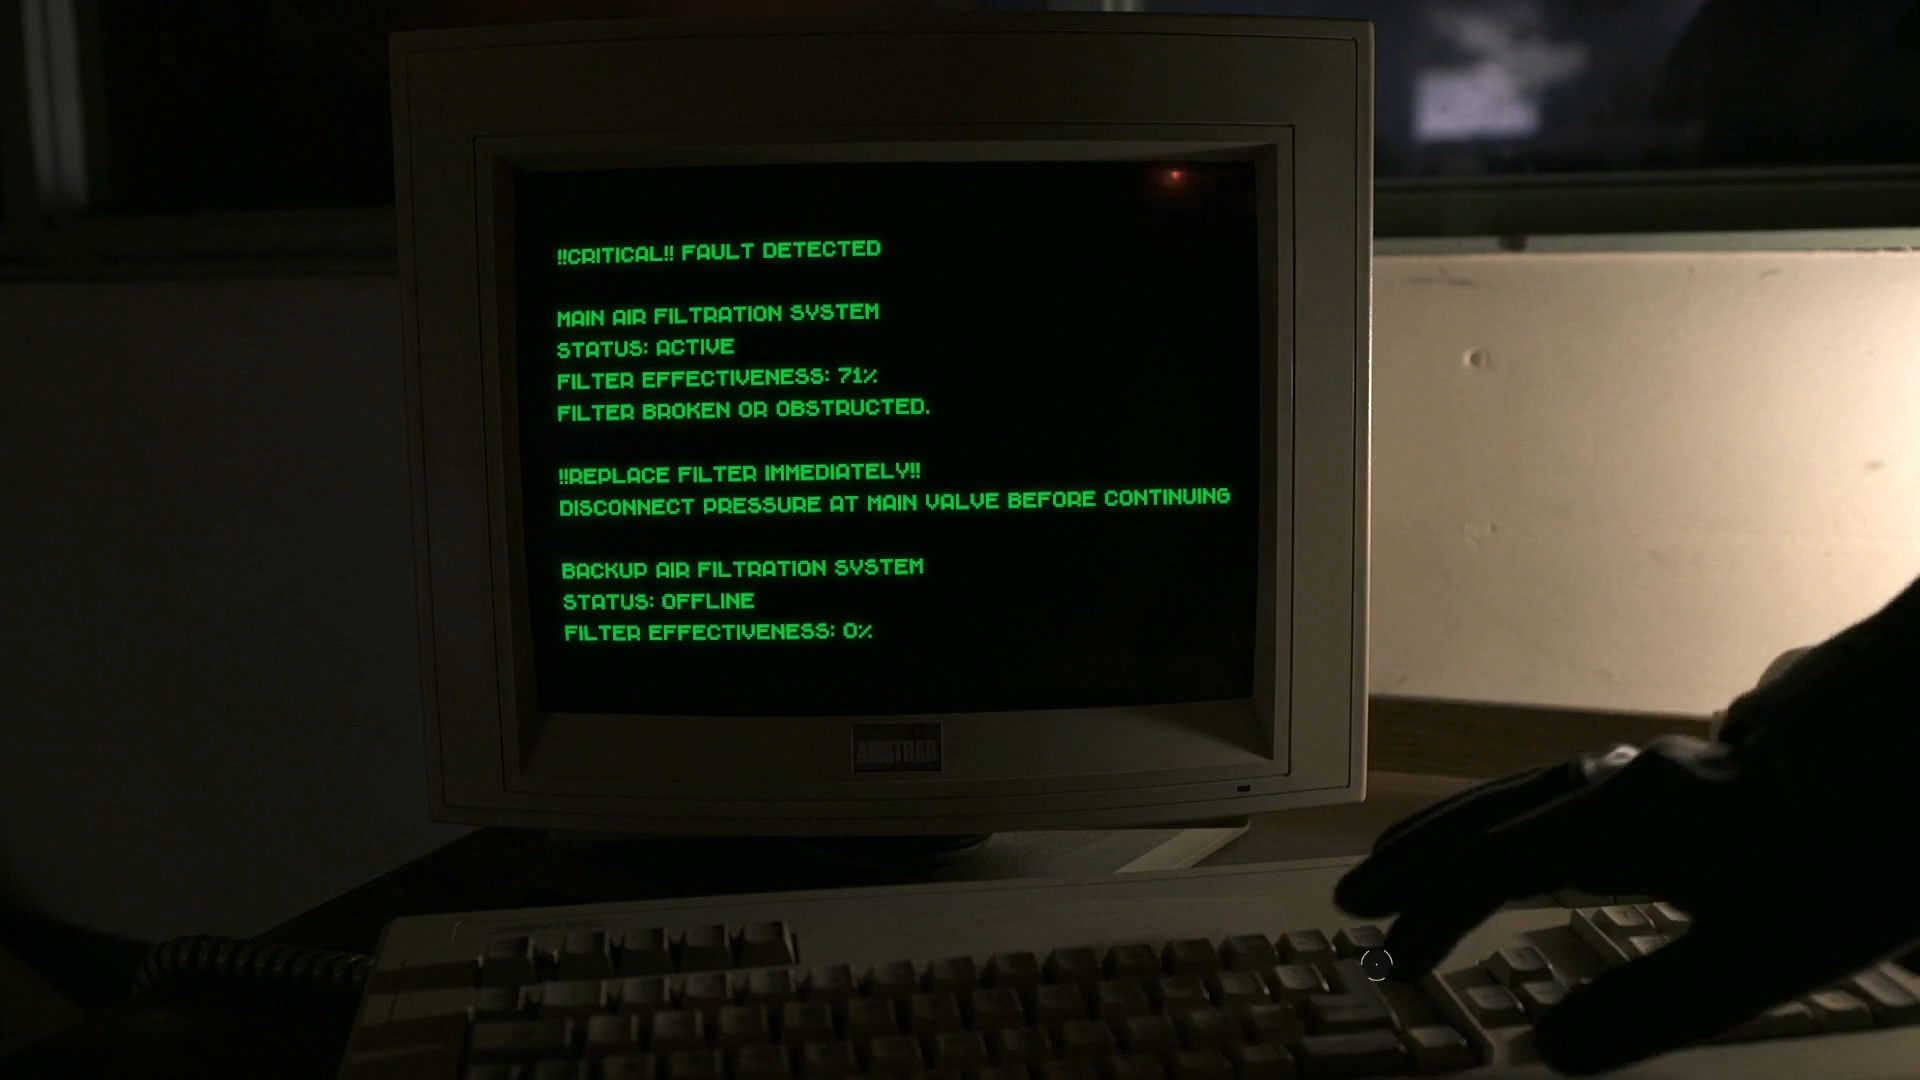 !!CRITICAL!! FAULT DETECTED
MAIN AIR FILTRATION SYSTEM
STATUS: ACTIVE
FILTER EFFECTIVENESS: 71%
FILTER BROKEN OR OBSTRUCTED.
!!REPLACE FILTER IMMEDIATELY!!
DISCONNECT PRESSURE AT MAIN VALVE BEFORE CONTINUING
BACKUP AIR FILTRATION SYSTEM
STATUS: OFFLINE
FILTER EFFECTIVENESS: 0%
AMSTRAD